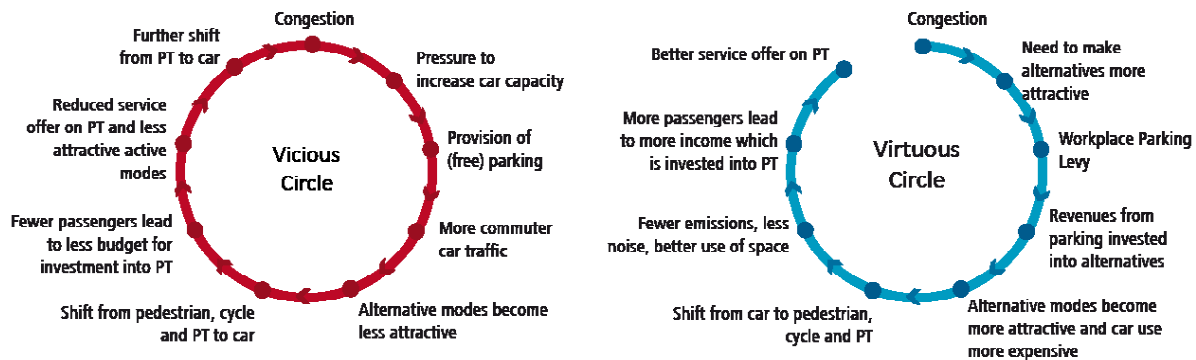 Congestion
Pressure to
increase car capacity
Provision of
(free) parking
More commuter
car traffic
Alternative modes become
less attractive
Shift from pedestrian, cycle
and PT to car
Fewer passengers lead
to less budget for
investment into PT
Reduced service
offer on PT and less
attractive active
modes
Further shift
from PT to car
Vicious
Circle
Congestion
Need to make
alternatives more
attractive
Workplace Parking
Levy
Revenues from
parking invested
into alternatives
Alternative modes become
more attractive and car use
more expensive
Shift from car to pedestrian,
cycle and PT
Fewer emissions, less
noise, better use of space
More passengers lead
to more income which
is invested into PT
Better service offer on PT
Virtuous
Circle